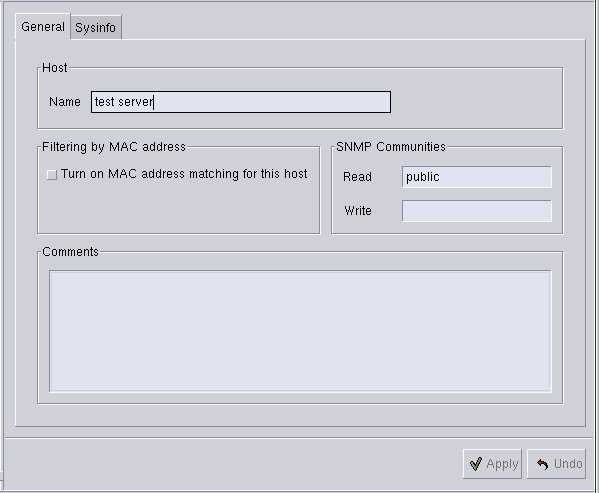 General Sysinfo
Host
Name test server
Filtering by MAC address
Turn on MAC address matching for this host
SNMP Communities
Read public
Write
Comments
Apply Undo